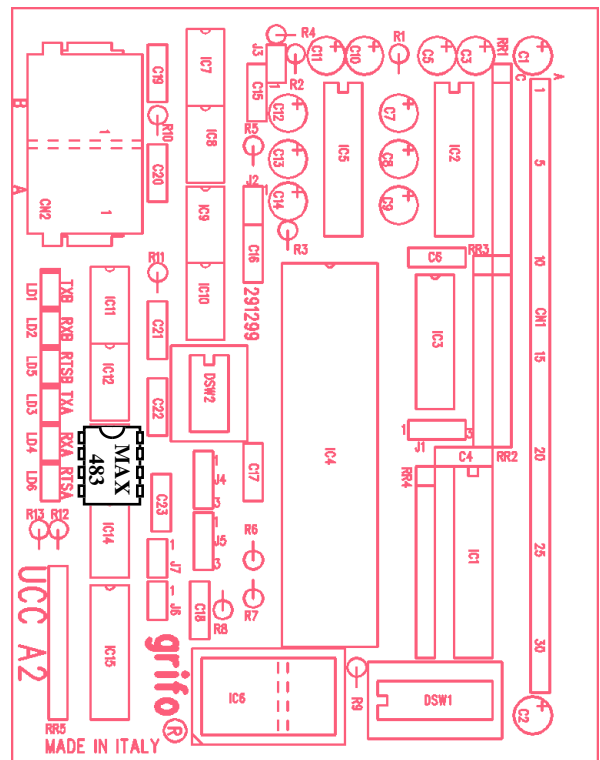 R4
J3
R2
1
C11
C10
R1
C5
C3
RR1
C1
C
A
C19
IC7
C15
B
R10
1
IC8
R5
C12
C7
IC5
IC2
1
C13
C8
5
C20
A
CN2
1
IC9
J2
1
C14
C9
R3
C16
R11
C6
RR3
10
LD1
TXB
IC11
IC10
291299
CN1
LD2
RXB
C21
IC3
15
LD5
RTSB
IC12
DSW2
LD3
TXA
C22
LD4
RXA
MAX
483
1
J4
3
C17
IC4
1
J1
3
20
C4
RR2
LD6
RTSA
RR4
R13
R12
IC14
C23
1
J5
3
R6
IC1
25
1
J7
R7
1
J6
C18
R8
UCC A2
IC15
grifo®
30
R9
IC6
DSW1
C2
RR5
MADE IN ITALY